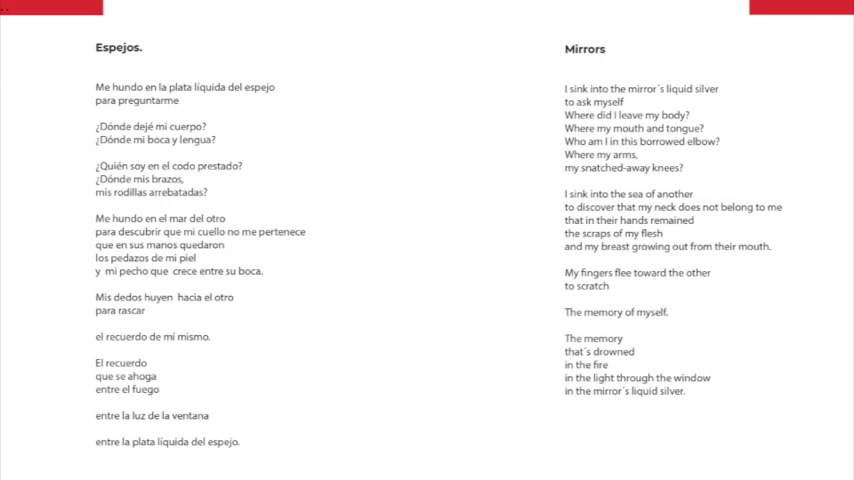 Espejos.
Me hundo en la plata líquida del espejo
para preguntarme
¿Dónde dejé mi cuerpo?
¿Dónde mi boca y lengua?
¿Quién soy en el codo prestado?
¿Dónde mis brazos,
mis rodillas arrebatadas?
Me hundo en el mar del otro
para descubrir que mi cuello no me pertenece
que en sus manos quedaron
los pedazos de mi piel
y mi pecho que crece entre su boca.
Mis dedos huyen hacia el otro
para rascar
el recuerdo de mí mismo.
El recuerdo
que se ahoga
entre el fuego
entre la luz de la ventana
entre la plata líquida del espejo.
Mirrors
I sink into the mirror´s liquid silver
to ask myself
Where did I leave my body?
Where my mouth and tongue?
Who am I in this borrowed elbow?
Where my arms,
my snatched-away knees?
I sink into the sea of another
to discover that my neck does not belong to me
that in their hands remained
the scraps of my flesh
and my breast growing out from their mouth.
My fingers flee toward the other
to scratch
The memory of myself.
The memory
that´s drowned
in the fire
in the light through the window
in the mirror´s liquid silver.